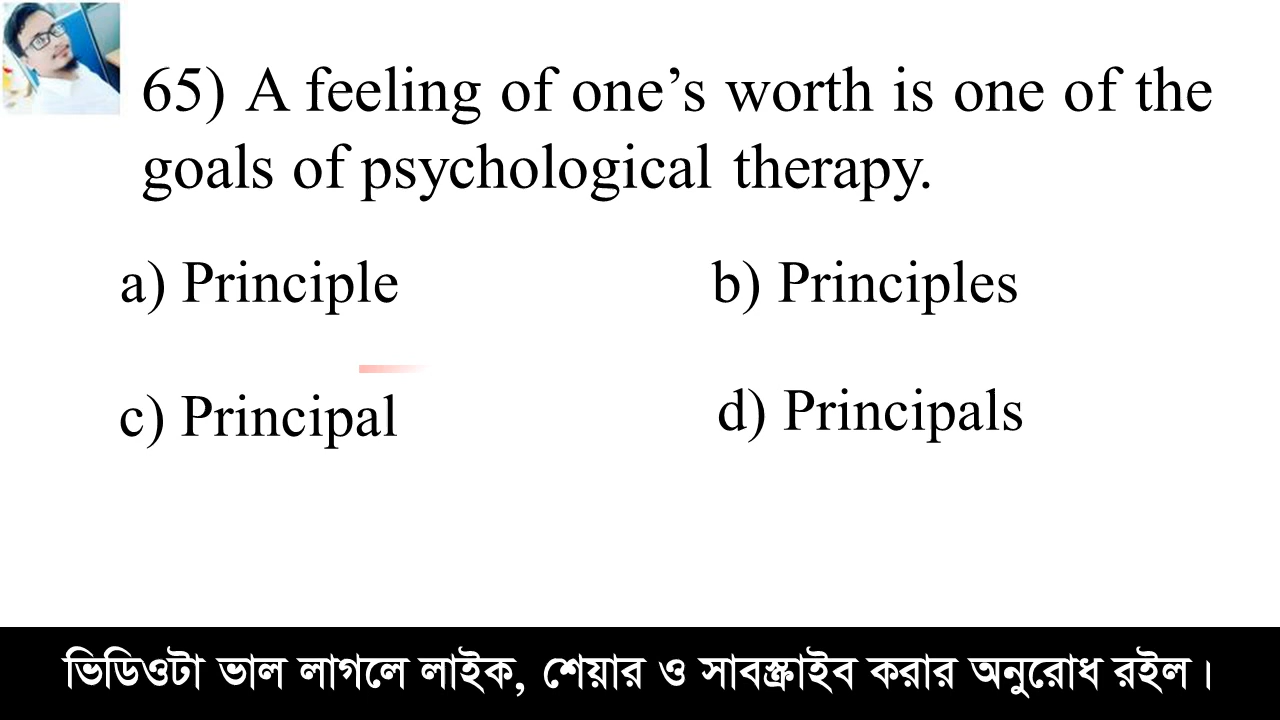 65) A feeling of one’s worth is one of the
goals of psychological therapy.
a) Principle b) Principles
c) Principal d) Principals
ভিডিওটা ভাল লাগলে লাইক, শেয়ার ও সাবস্ক্রাইব করার অনুরোধ রইল।